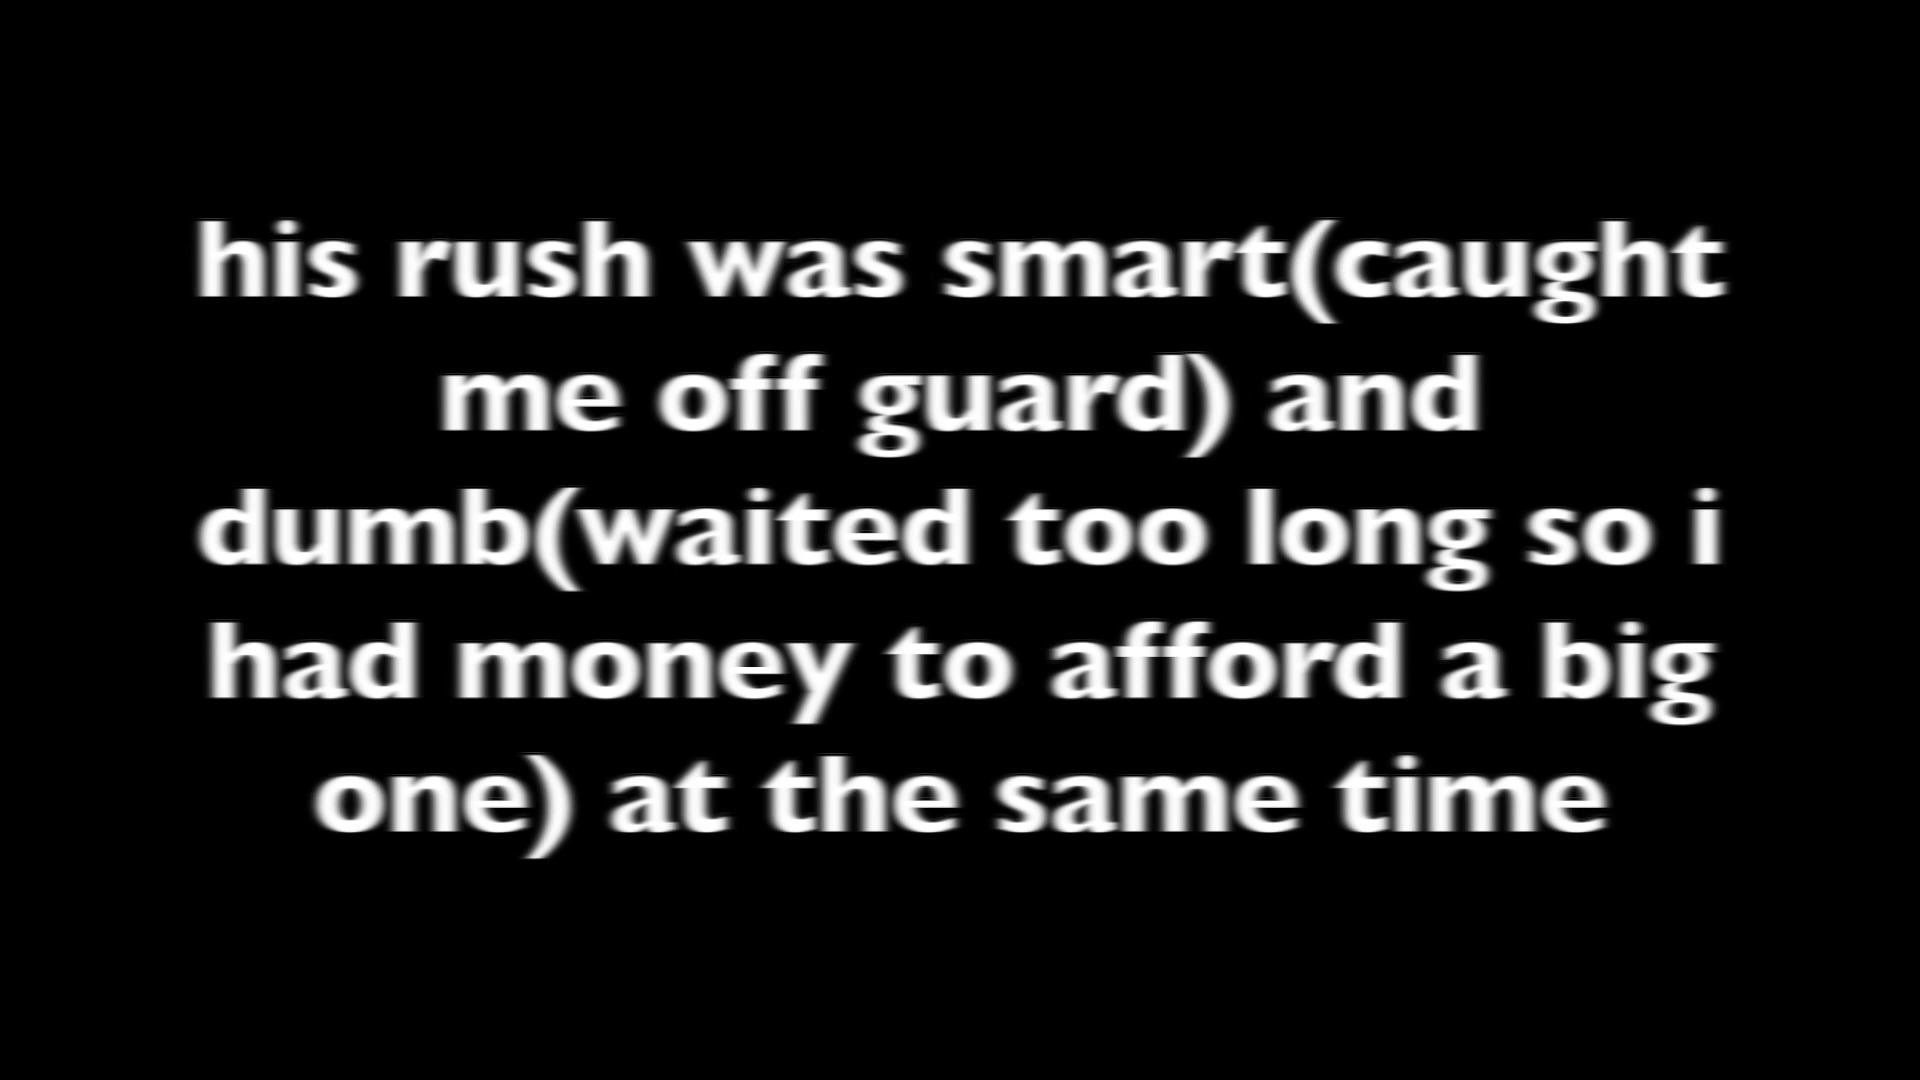 his rush was smart(caught
me off guard) and
dumb(waited too long so i
had money to afford a big
one) at the same time